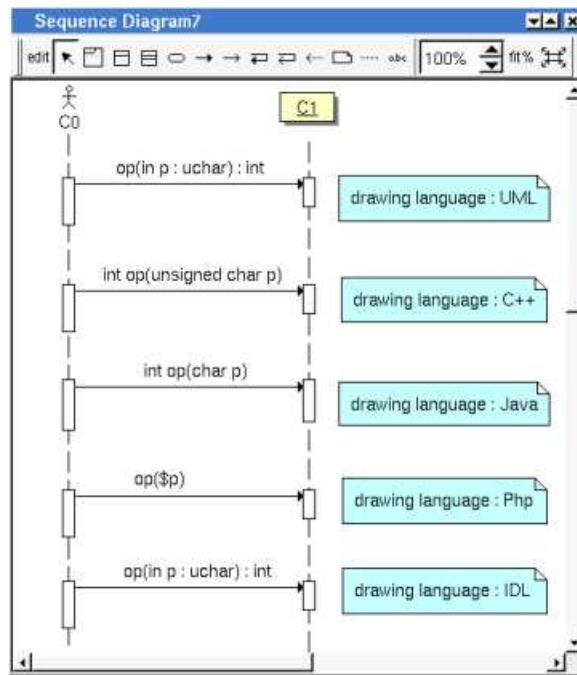 Sequence Diagram7
edit abc 100% fit%
C0
C1
op(in p : uchar) : int
drawing language : UML
int op(unsigned char p)
drawing language : C++
int op(char p)
drawing language : Java
op($p)
drawing language : Php
op(in p : uchar) : int
drawing language : IDL